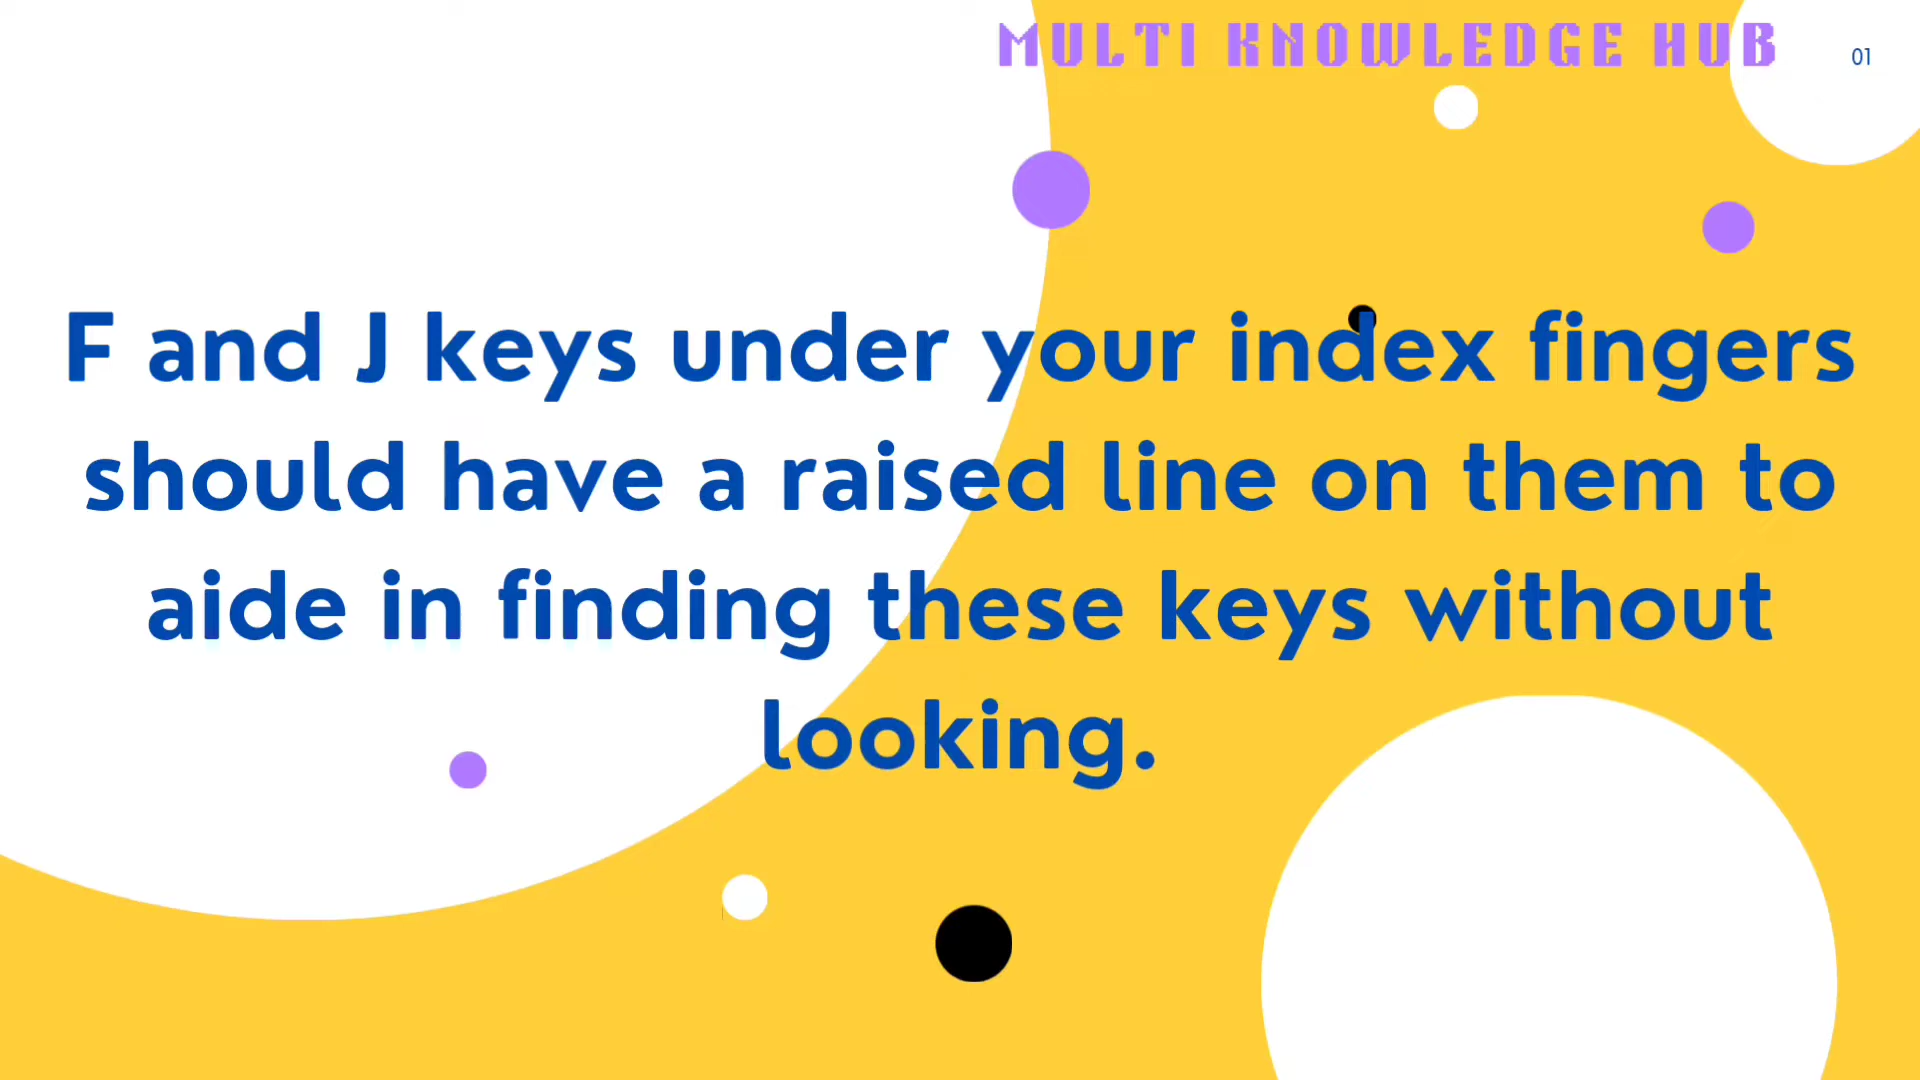 MULTI KNOWLEDGE HUB
01
F and J keys under your index fingers
should have a raised line on them to
aide in finding these keys without
looking.